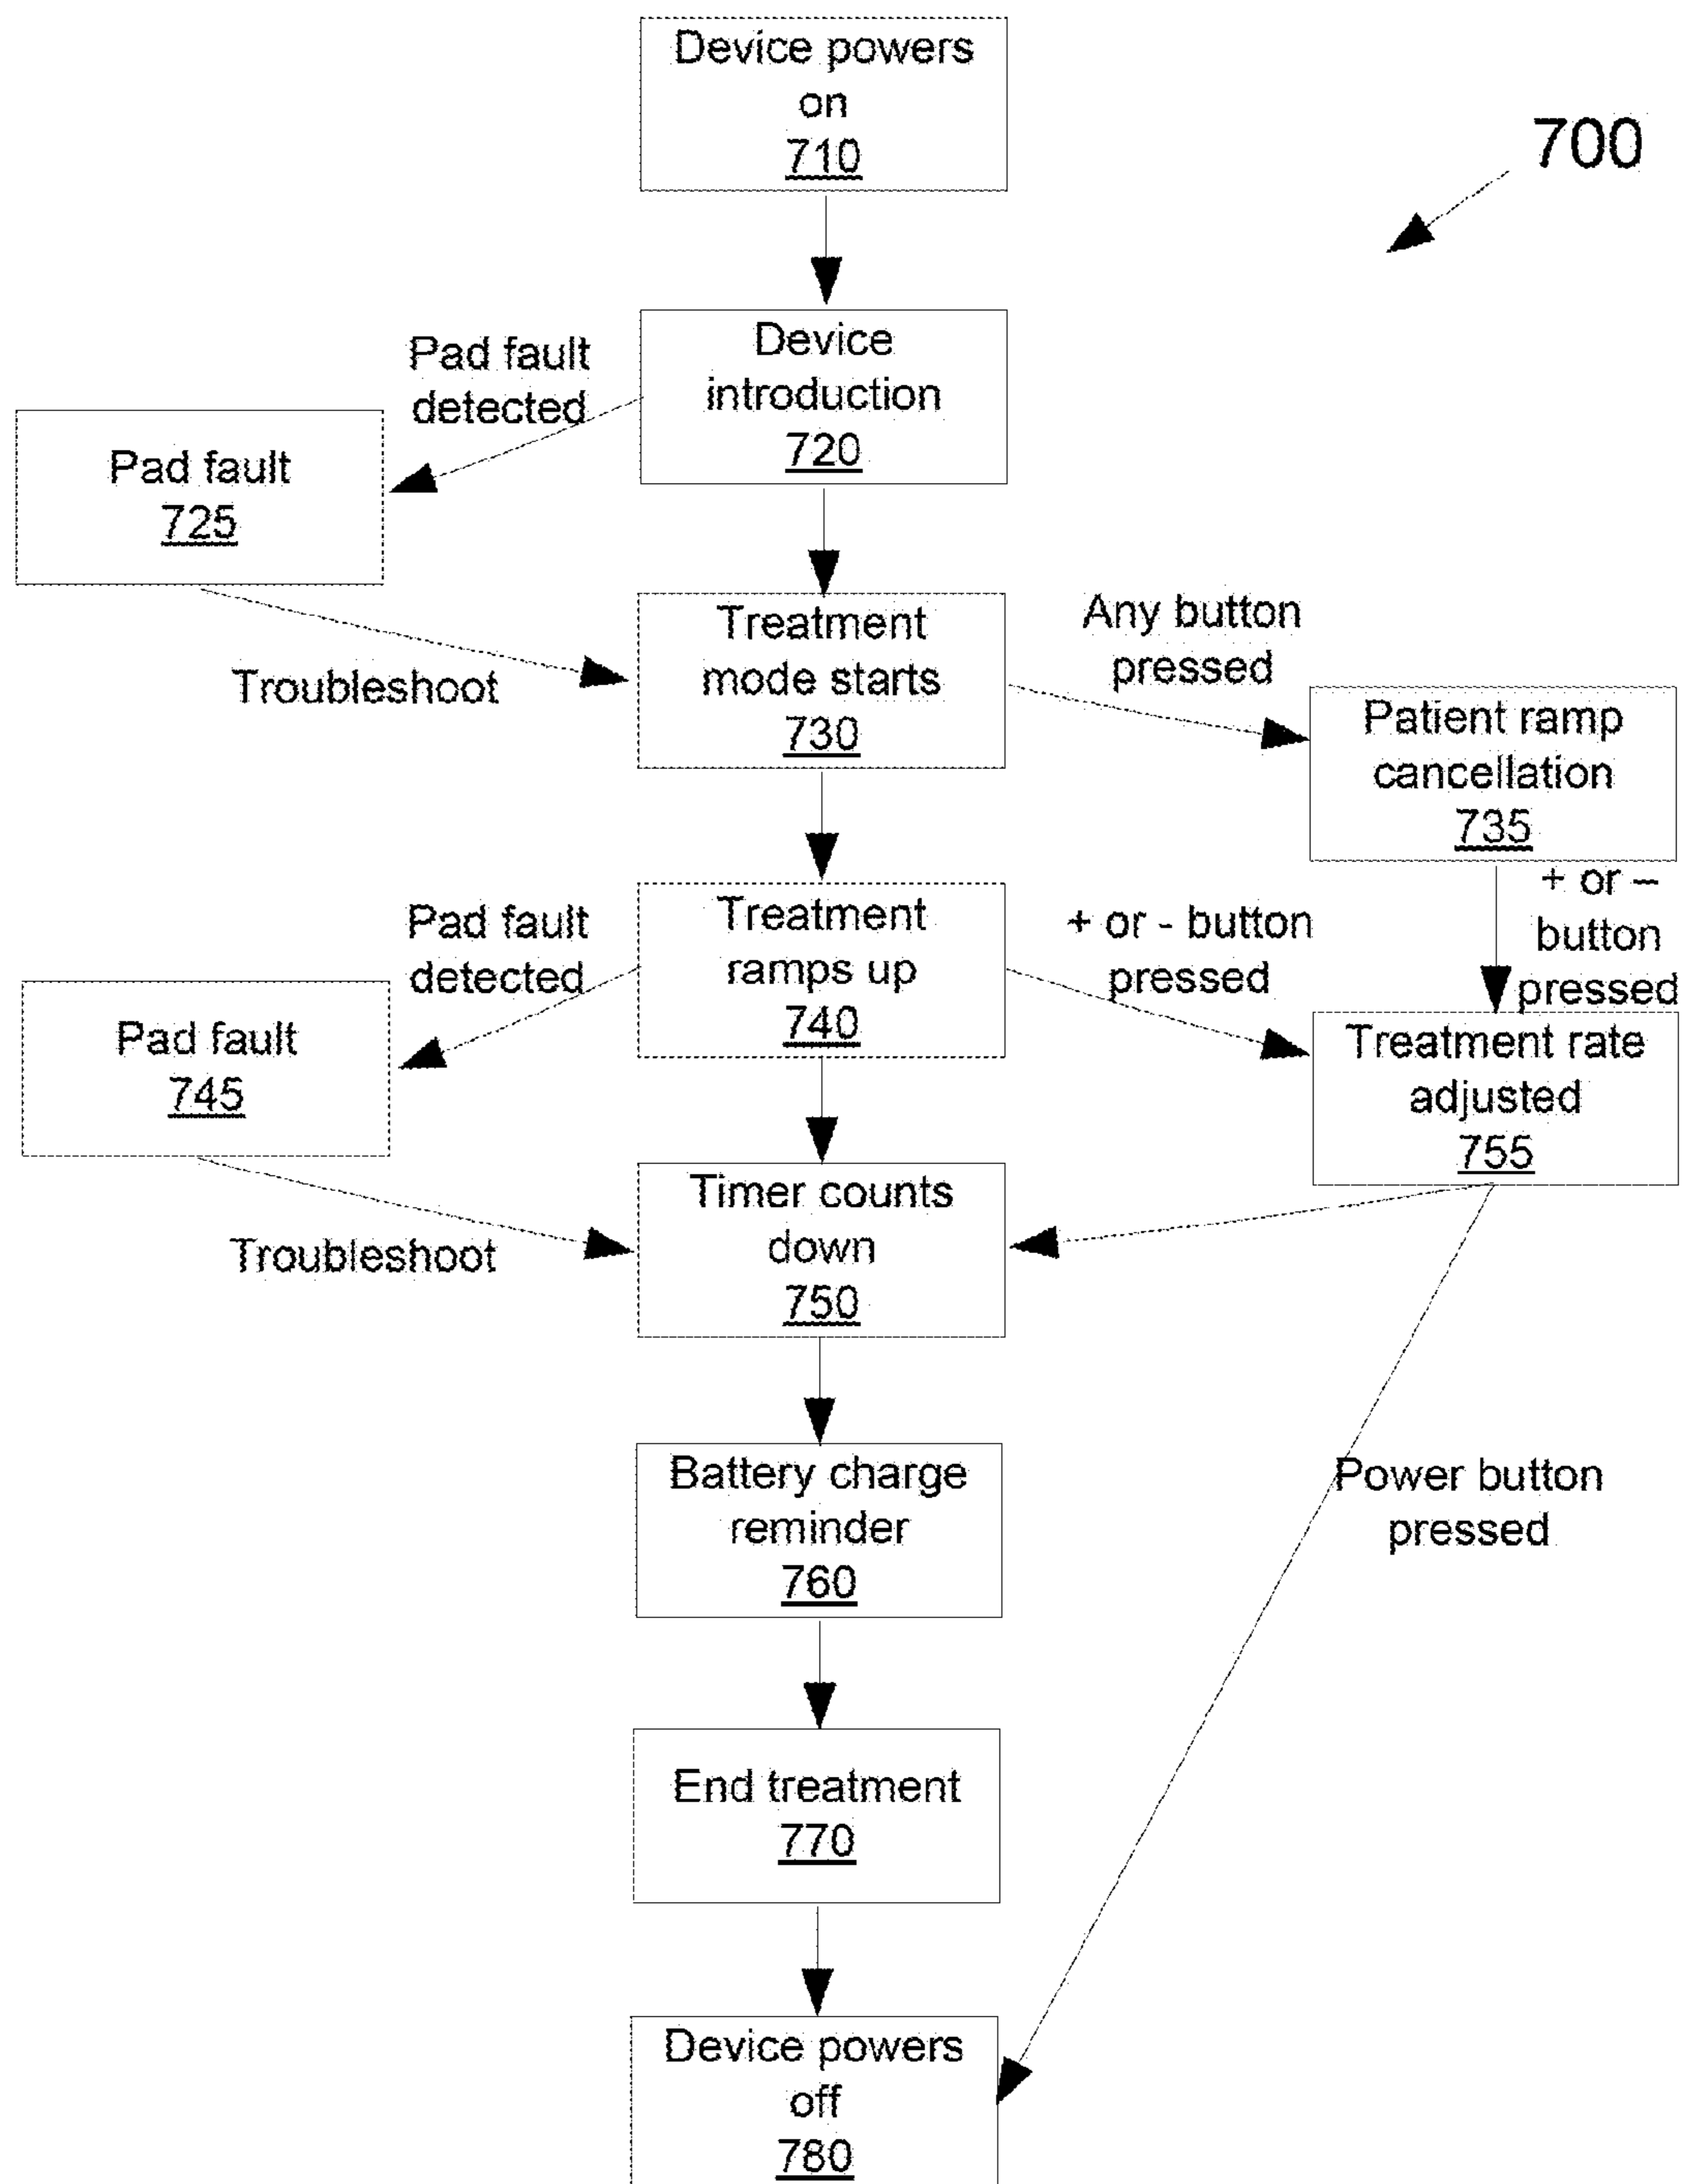 Device powers
on
710
700
Device
introduction
720
Pad fault
detected
Pad fault
725
Troubleshoot
Treatment
mode starts
730
Any button
pressed
Patient ramp
cancellation
735
+ or –
button
pressed
Treatment
ramps up
740
Pad fault
detected
+ or - button
pressed
Pad fault
745
Treatment rate
adjusted
755
Troubleshoot
Timer counts
down
750
Battery charge
reminder
760
Power button
pressed
End treatment
770
Device powers
off
780